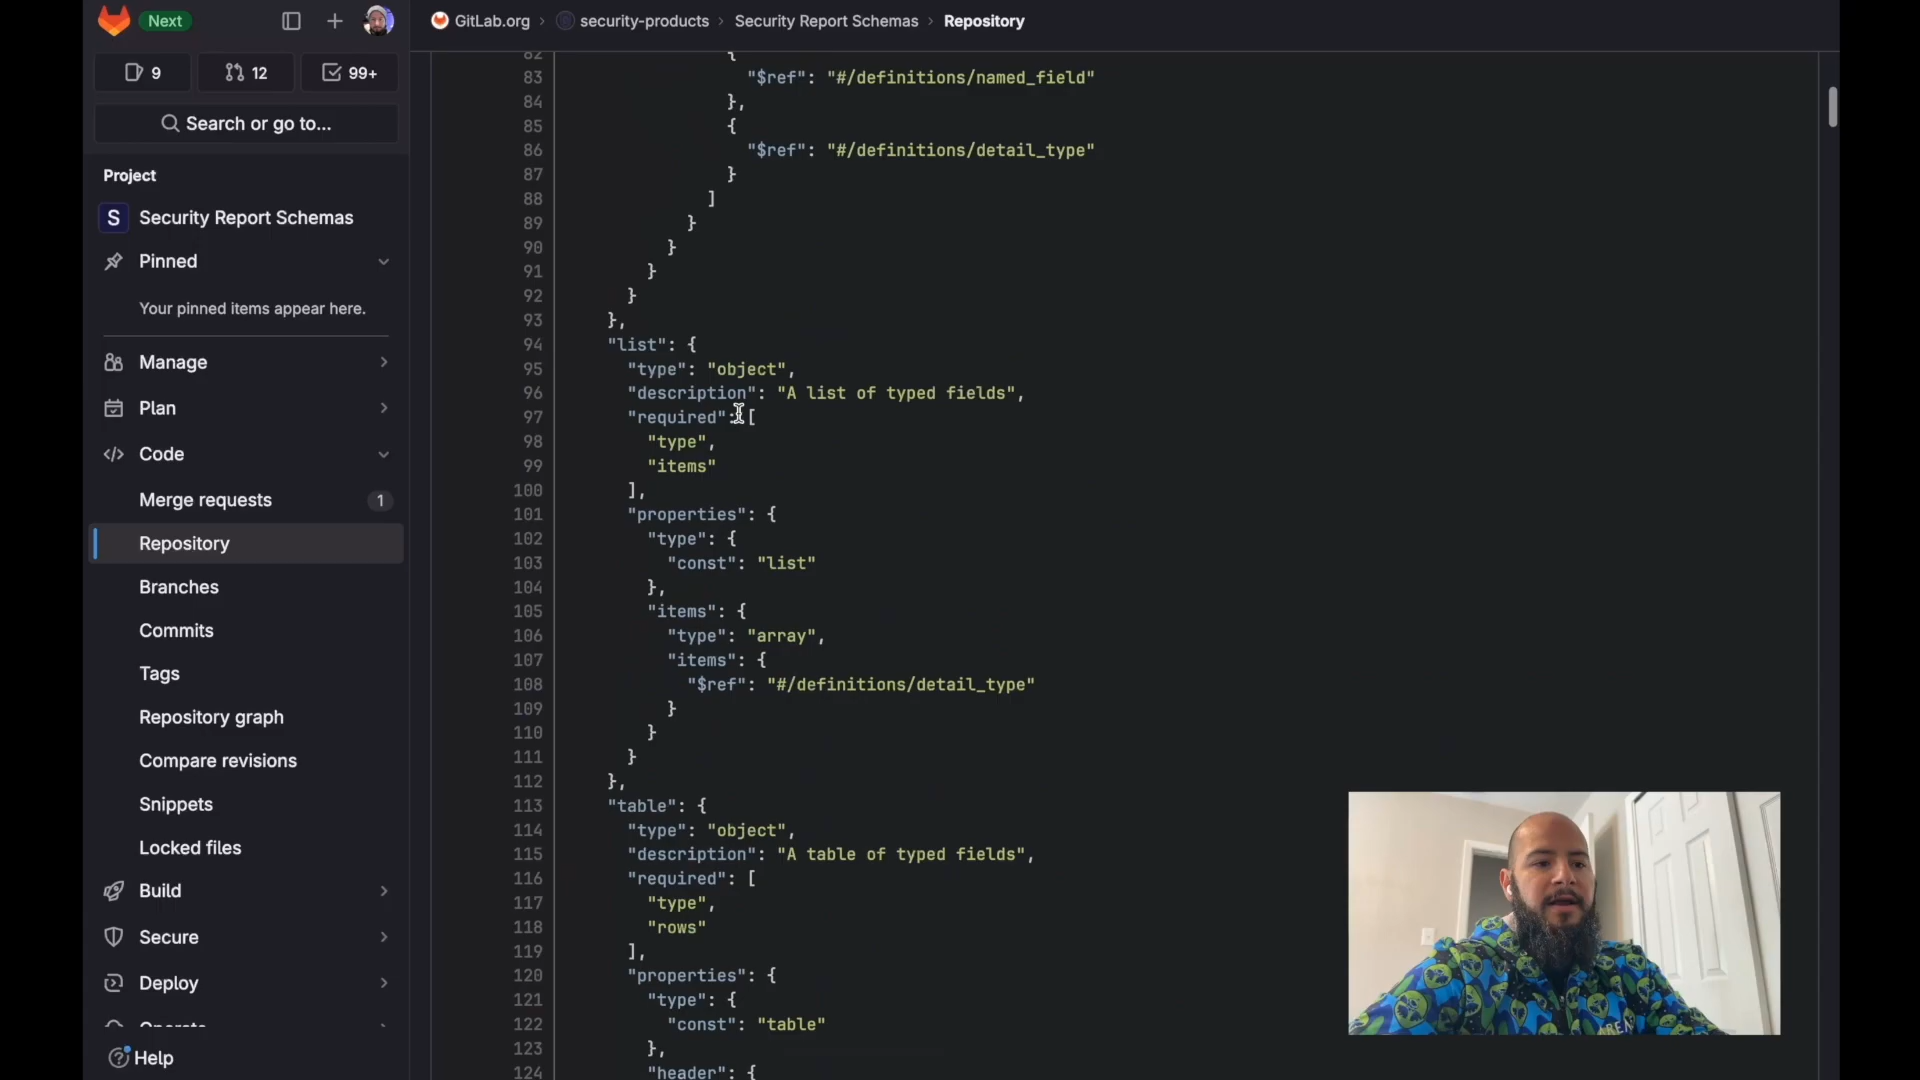 Next
GitLab.org › security-products › Security Report Schemas › Repository
9
12
99+
Search or go to...
Project
S Security Report Schemas
Pinned
Your pinned items appear here.
Manage
Plan
Code
Merge requests 1
Repository
Branches
Commits
Tags
Repository graph
Compare revisions
Snippets
Locked files
Build
Secure
Deploy
Operate
Help
82 {
83 "$ref": "#/definitions/named_field"
84 },
85 {
86 "$ref": "#/definitions/detail_type"
87 }
88 ]
89 }
90 }
91 }
92 }
93 },
94 "list": {
95 "type": "object",
96 "description": "A list of typed fields",
97 "required": [
98 "type",
99 "items"
100 ],
101 "properties": {
102 "type": {
103 "const": "list"
104 },
105 "items": {
106 "type": "array",
107 "items": {
108 "$ref": "#/definitions/detail_type"
109 }
110 }
111 }
112 },
113 "table": {
114 "type": "object",
115 "description": "A table of typed fields",
116 "required": [
117 "type",
118 "rows"
119 ],
120 "properties": {
121 "type": {
122 "const": "table"
123 },
124 "header": {